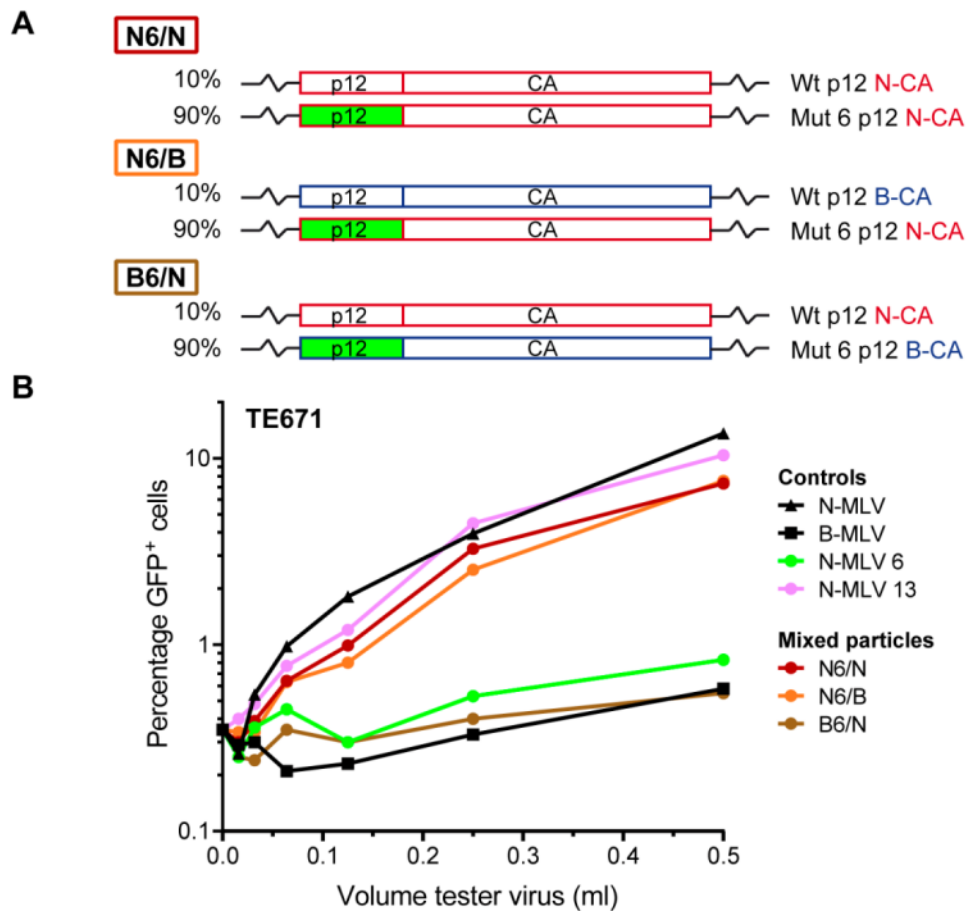 A
N6/N
10% p12 CA Wt p12 N-CA
90% p12 CA Mut 6 p12 N-CA
N6/B
10% p12 CA Wt p12 B-CA
90% p12 CA Mut 6 p12 N-CA
B6/N
10% p12 CA Wt p12 N-CA
90% p12 CA Mut 6 p12 B-CA
B
TE671
Percentage GFP⁺ cells
10
1
0.1
0.0 0.1 0.2 0.3 0.4 0.5
Volume tester virus (ml)
Controls
N-MLV
B-MLV
N-MLV 6
N-MLV 13
Mixed particles
N6/N
N6/B
B6/N